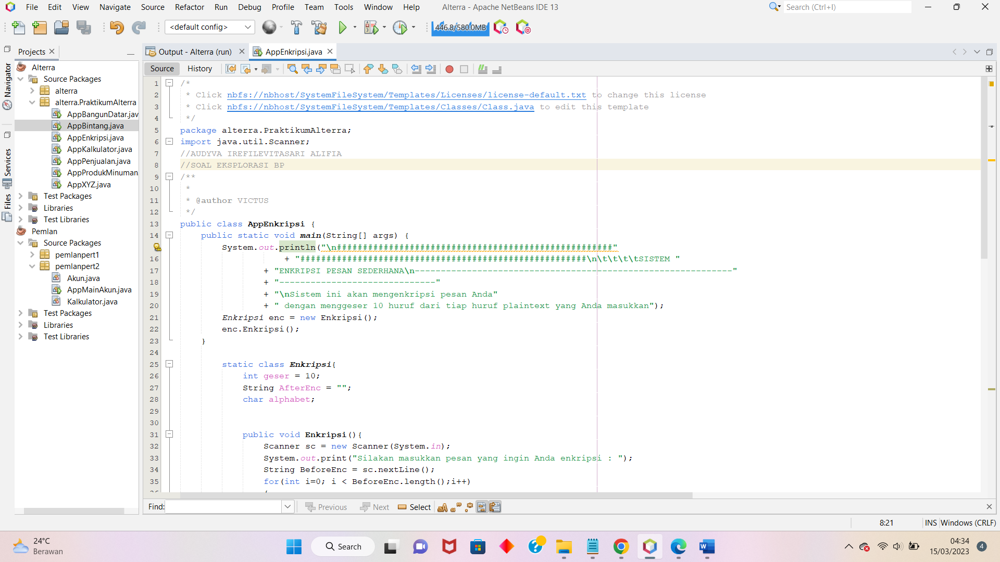 File Edit View Navigate Source Refactor Run Debug Profile Team Tools Window Help Alterra - Apache NetBeans IDE 13 Search (Ctrl+I)
<default config> 446.8/580.0MB
Projects Output - Alterra (run) AppEnkripsi.java
Source History
Navigator
Services
Files
Alterra
Source Packages
alterra
alterra.PraktikumAlterra
AppBangunDatar.jav
AppBintang.java
AppEnkripsi.java
AppKalkulator.java
AppPenjualan.java
AppProdukMinuman
AppXYZ.java
Test Packages
Libraries
Test Libraries
Pemlan
Source Packages
pemlanpert1
pemlanpert2
Akun.java
AppMainAkun.java
Kalkulator.java
Test Packages
Libraries
Test Libraries
1 /*
2 * Click nbfs://nbhost/SystemFileSystem/Templates/Licenses/license-default.txt to change this license
3 * Click nbfs://nbhost/SystemFileSystem/Templates/Classes/Class.java to edit this template
4 */
5 package alterra.PraktikumAlterra;
6 import java.util.Scanner;
7 //AUDYVA IREFILEVITASARI ALIFIA
8 //SOAL EKSPLORASI BP
9 /**
10 *
11 * @author VICTUS
12 */
13 public class AppEnkripsi {
14 public static void main(String[] args) {
System.out.println("\n#####################################################"
16 + "#######################################################\n\t\t\t\tSISTEM "
17 + "ENKRIPSI PESAN SEDERHANA\n-------------------------------------------------------------"
18 + "------------------------------"
19 + "\nSistem ini akan mengenkripsi pesan Anda"
20 + " dengan menggeser 10 huruf dari tiap huruf plaintext yang Anda masukkan");
21 Enkripsi enc = new Enkripsi();
22 enc.Enkripsi();
23 }
24
25 static class Enkripsi{
26 int geser = 10;
27 String AfterEnc = "";
28 char alphabet;
29
30
31 public void Enkripsi(){
32 Scanner sc = new Scanner(System.in);
33 System.out.print("Silakan masukkan pesan yang ingin Anda enkripsi : ");
34 String BeforeEnc = sc.nextLine();
35 for(int i=0; i < BeforeEnc.length();i++)
Find: Previous Next Select
8:21 INS Windows (CRLF)
24°C
Berawan
Search
04:34
15/03/2023
4